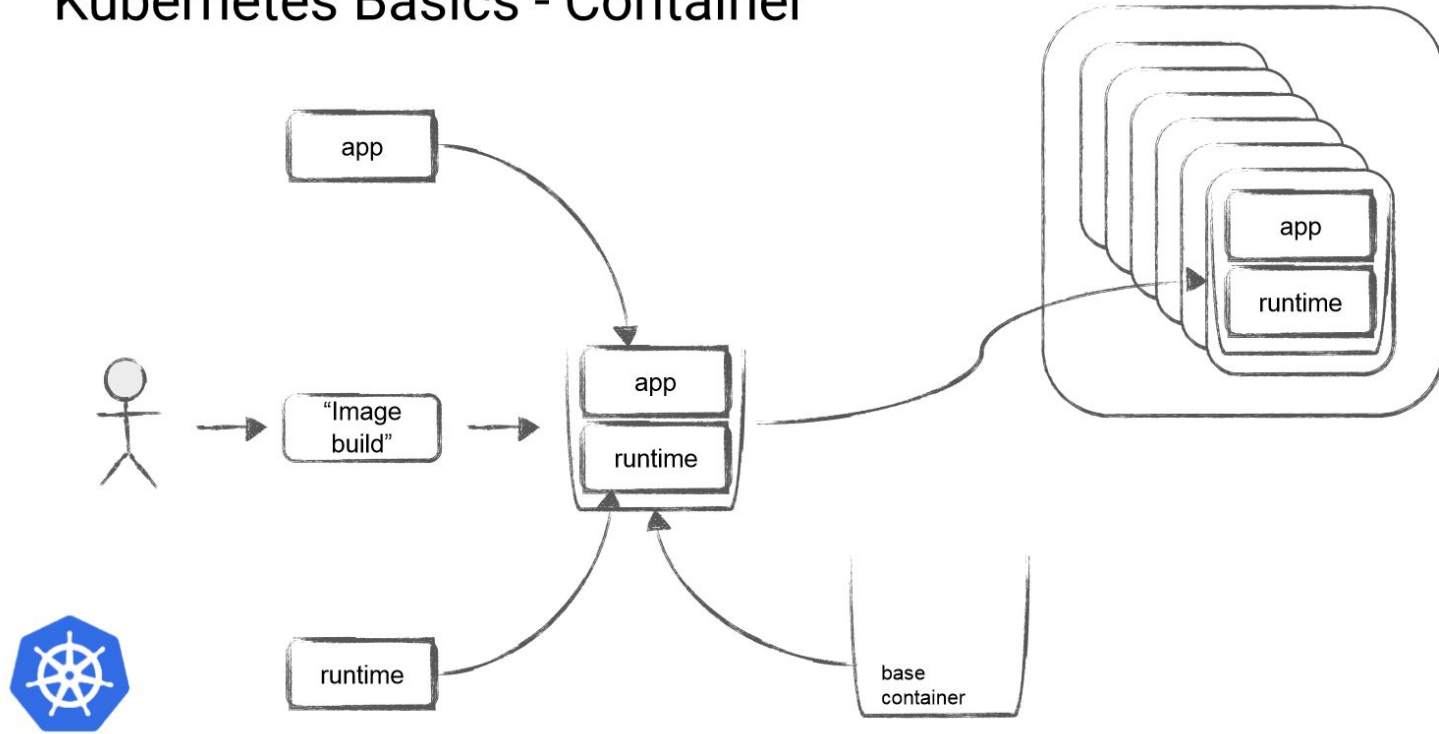 Kubernetes Basics - Container
app
app
runtime
app
runtime
“Image
build”
runtime
base
container